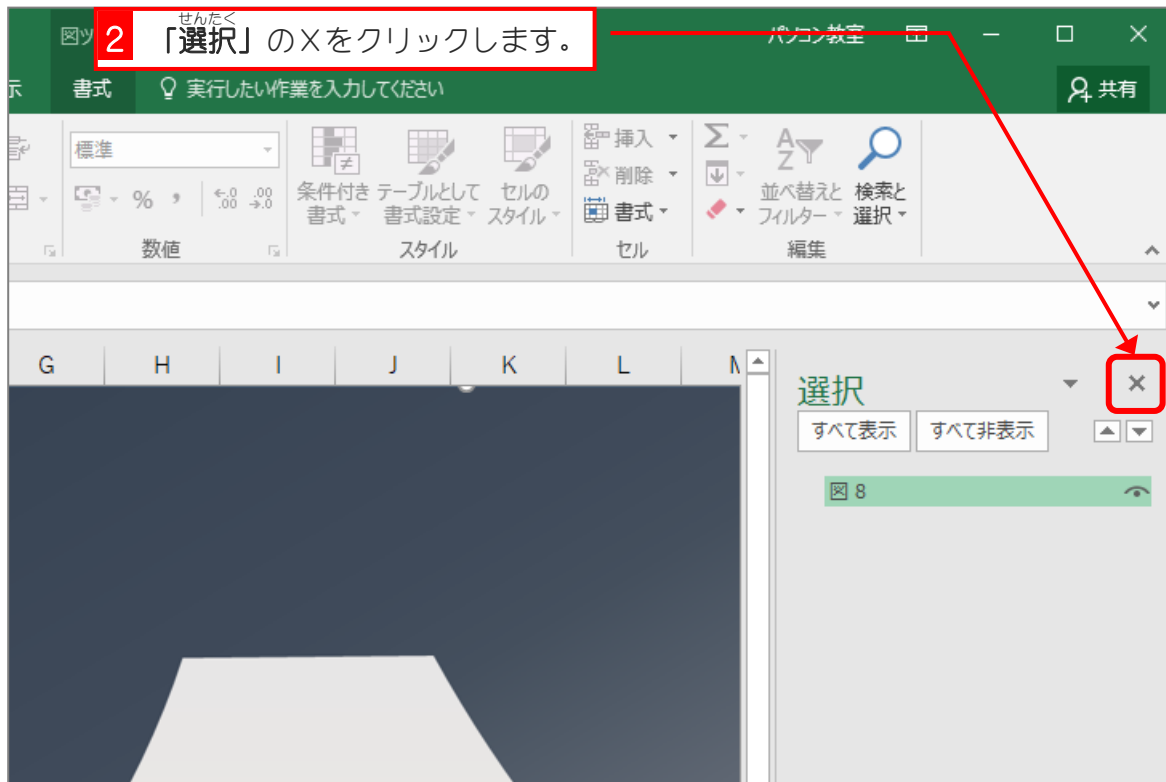 せんたく
2 「選択」の×をクリックします。
図ツ
パソコン教室
示 書式 実行したい作業を入力してください 共有
標準
条件付き書式
テーブルとして書式設定
セルのスタイル
挿入
削除
書式
並べ替えとフィルター
検索と選択
% , .0 .00 .00 .0
数値 スタイル セル 編集
G H I J K L M
選択
すべて表示 すべて非表示
図 8